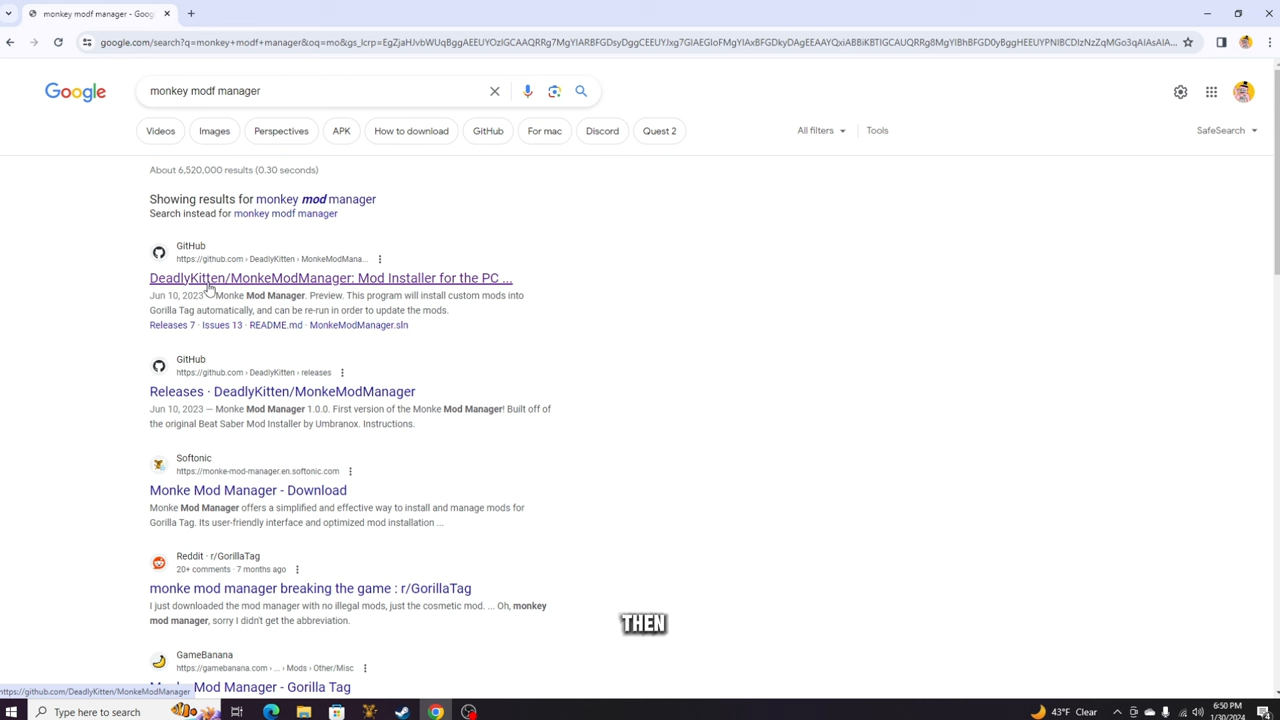 monkey modf manager - Goog
google.com/search?q=monkey+modf+manager&oq=mo&gs_lcrp=
Google
monkey modf manager
Videos
Images
Perspectives
APK
How to download
GitHub
For mac
Discord
Quest 2
All filters
Tools
SafeSearch
About 6,520,000 results (0.30 seconds)
Showing results for monkey mod manager
Search instead for monkey modf manager
GitHub
https://github.com › DeadlyKitten › MonkeModMana...
DeadlyKitten/MonkeModManager: Mod Installer for the PC ...
Jun 10, 2023 Monke Mod Manager. Preview. This program will install custom mods into
Gorilla Tag automatically, and can be re-run in order to update the mods.
Releases 7 · Issues 13 · README.md · MonkeModManager.sln
GitHub
https://github.com › DeadlyKitten › releases
Releases · DeadlyKitten/MonkeModManager
Jun 10, 2023 — Monke Mod Manager 1.0.0. First version of the Monke Mod Manager! Built off of
the original Beat Saber Mod Installer by Umbranox. Instructions.
Softonic
https://monke-mod-manager.en.softonic.com
Monke Mod Manager - Download
Monke Mod Manager offers a simplified and effective way to install and manage mods for
Gorilla Tag. Its user-friendly interface and optimized mod installation ...
Reddit · r/GorillaTag
20+ comments · 7 months ago
monke mod manager breaking the game : r/GorillaTag
I just downloaded the mod manager with no illegal mods, just the cosmetic mod. ... Oh, monkey
mod manager, sorry I didn't get the abbreviation.
THEN
GameBanana
https://gamebanana.com › ... › Mods › Other/Misc
Mod Manager - Gorilla Tag
https://github.com/DeadlyKitten/MonkeModManager
Type here to search
43°F Clear
6:50 PM
1/30/2024